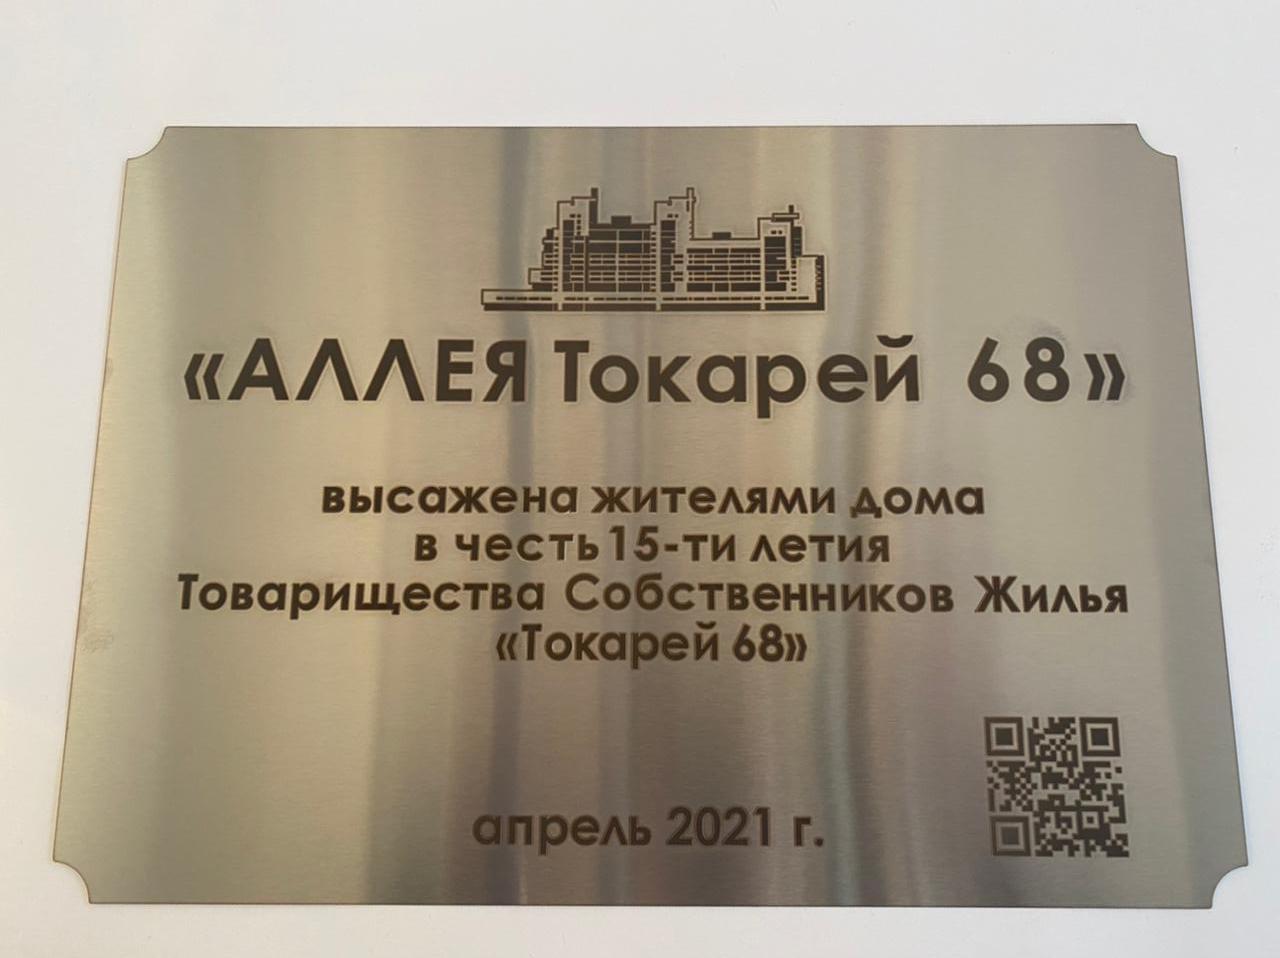 «АЛЛЕЯ Токарей 68»
высажена жителями дома
в честь 15-ти летия
Товарищества Собственников Жилья
«Токарей 68»
апрель 2021 г.